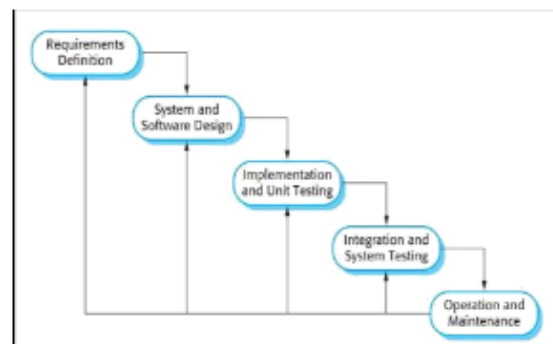 Requirements
Definition
System and
Software Design
Implementation
and Unit Testing
Integration and
System Testing
Operation and
Maintenance